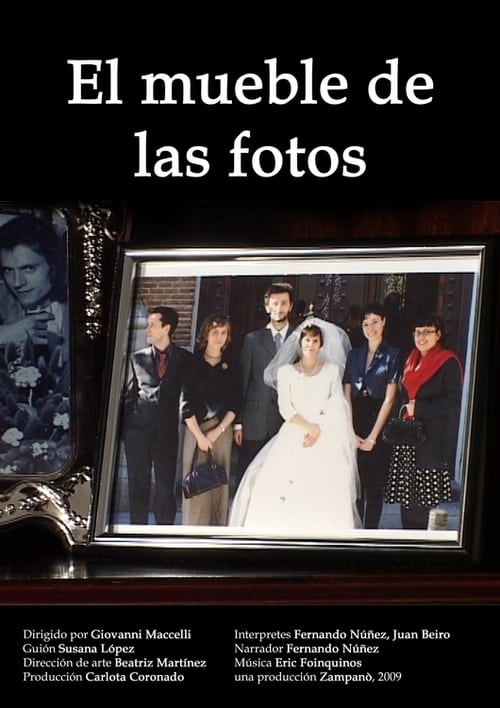 El mueble de
las fotos
Dirigido por Giovanni Maccelli
Guión Susana López
Dirección de arte Beatriz Martínez
Producción Carlota Coronado
Interpretes Fernando Núñez, Juan Beiro
Narrador Fernando Núñez
Música Eric Foinquinos
una producción Zampanò, 2009